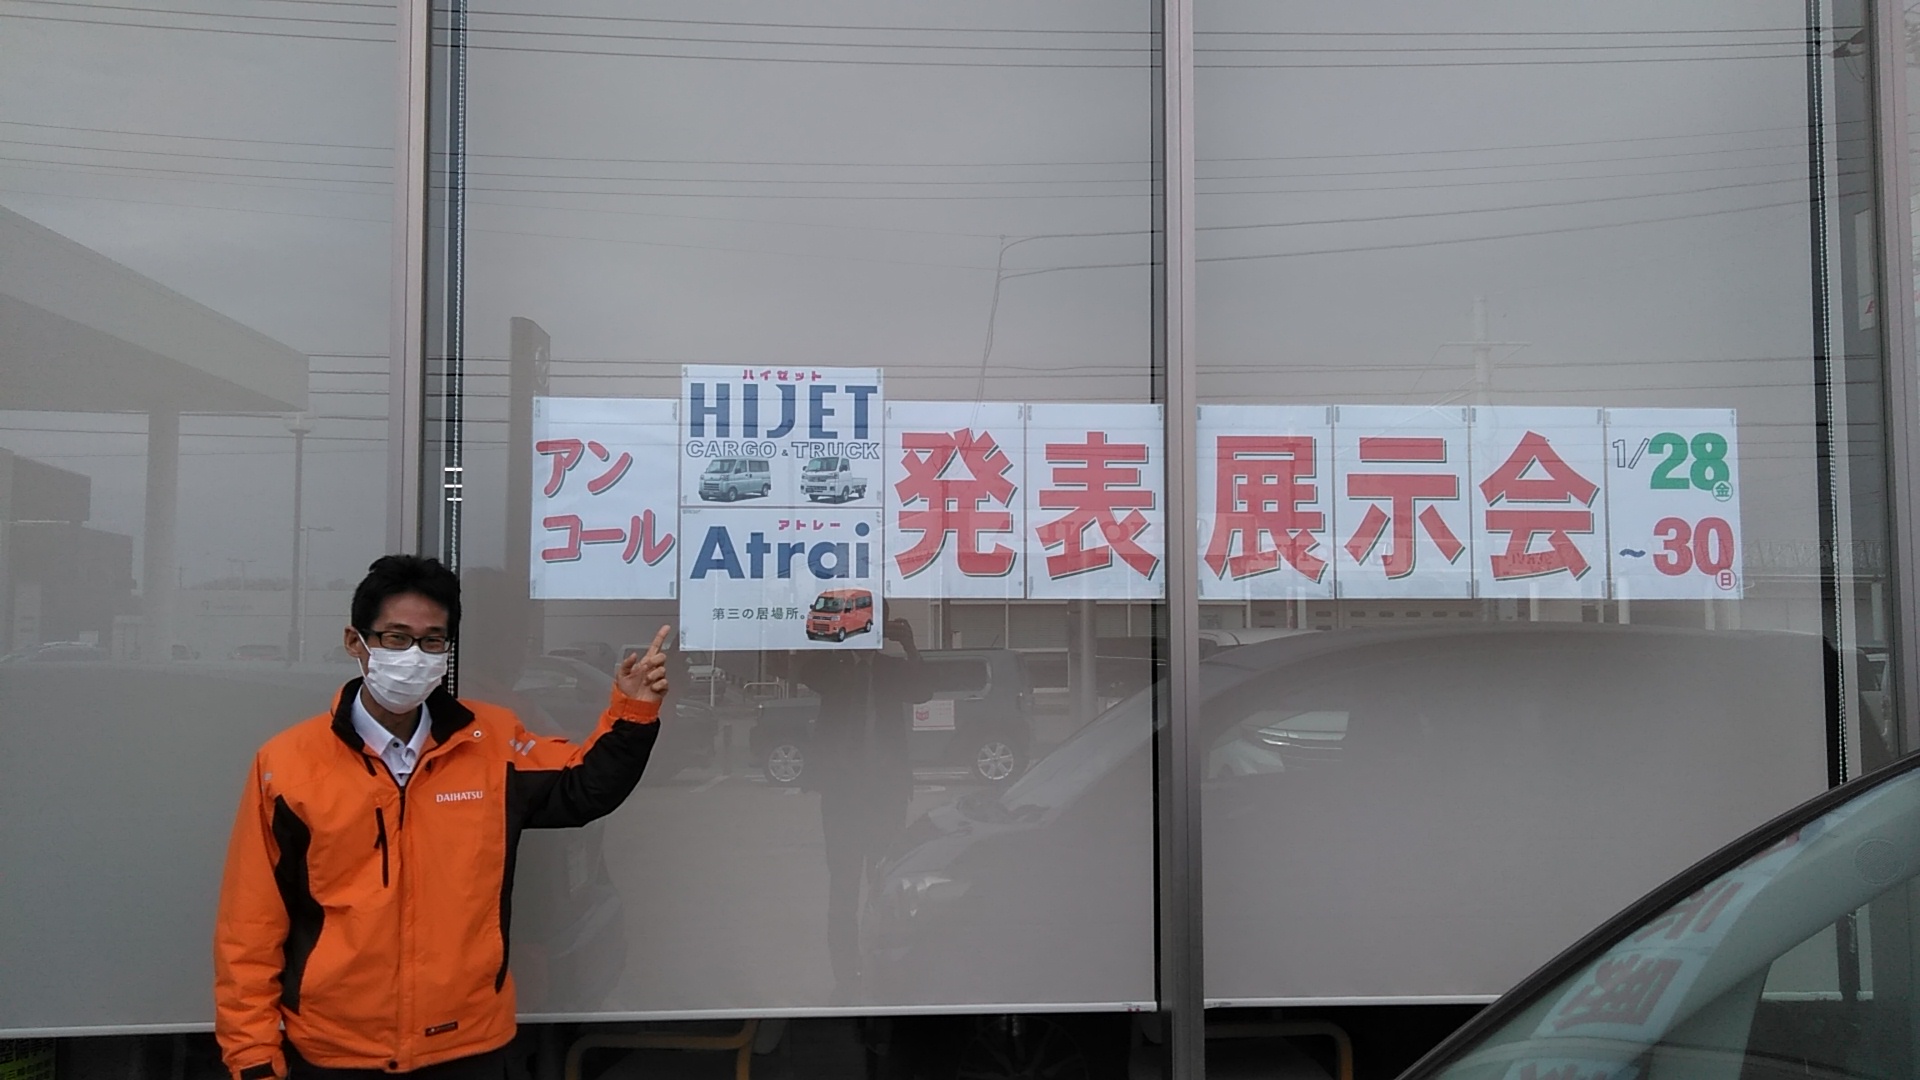 アン
コール
ハイゼット
HIJET
CARGO & TRUCK
アトレー
Atrai
第三の居場所。
発表展示会
1/28金
~30日
DAIHATSU